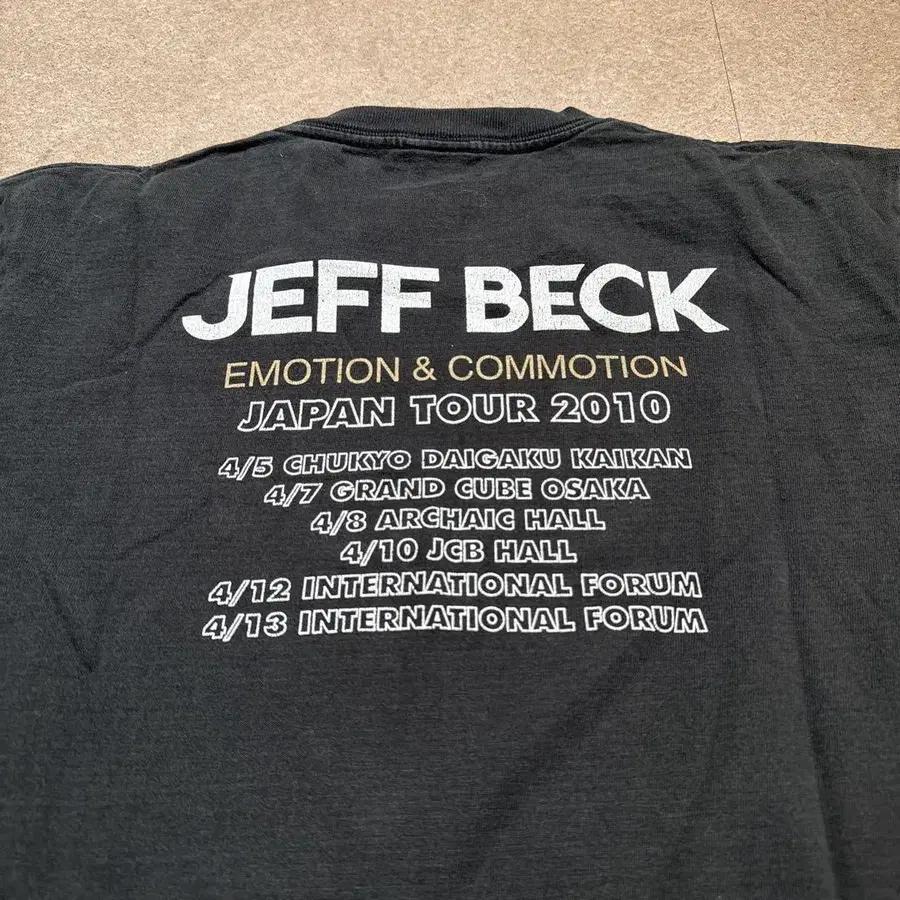 JEFF BECK
EMOTION & COMMOTION
JAPAN TOUR 2010
4/5 CHUKYO DAIGAKU KAIKAN
4/7 GRAND CUBE OSAKA
4/8 ARCHAIC HALL
4/10 JCB HALL
4/12 INTERNATIONAL FORUM
4/13 INTERNATIONAL FORUM